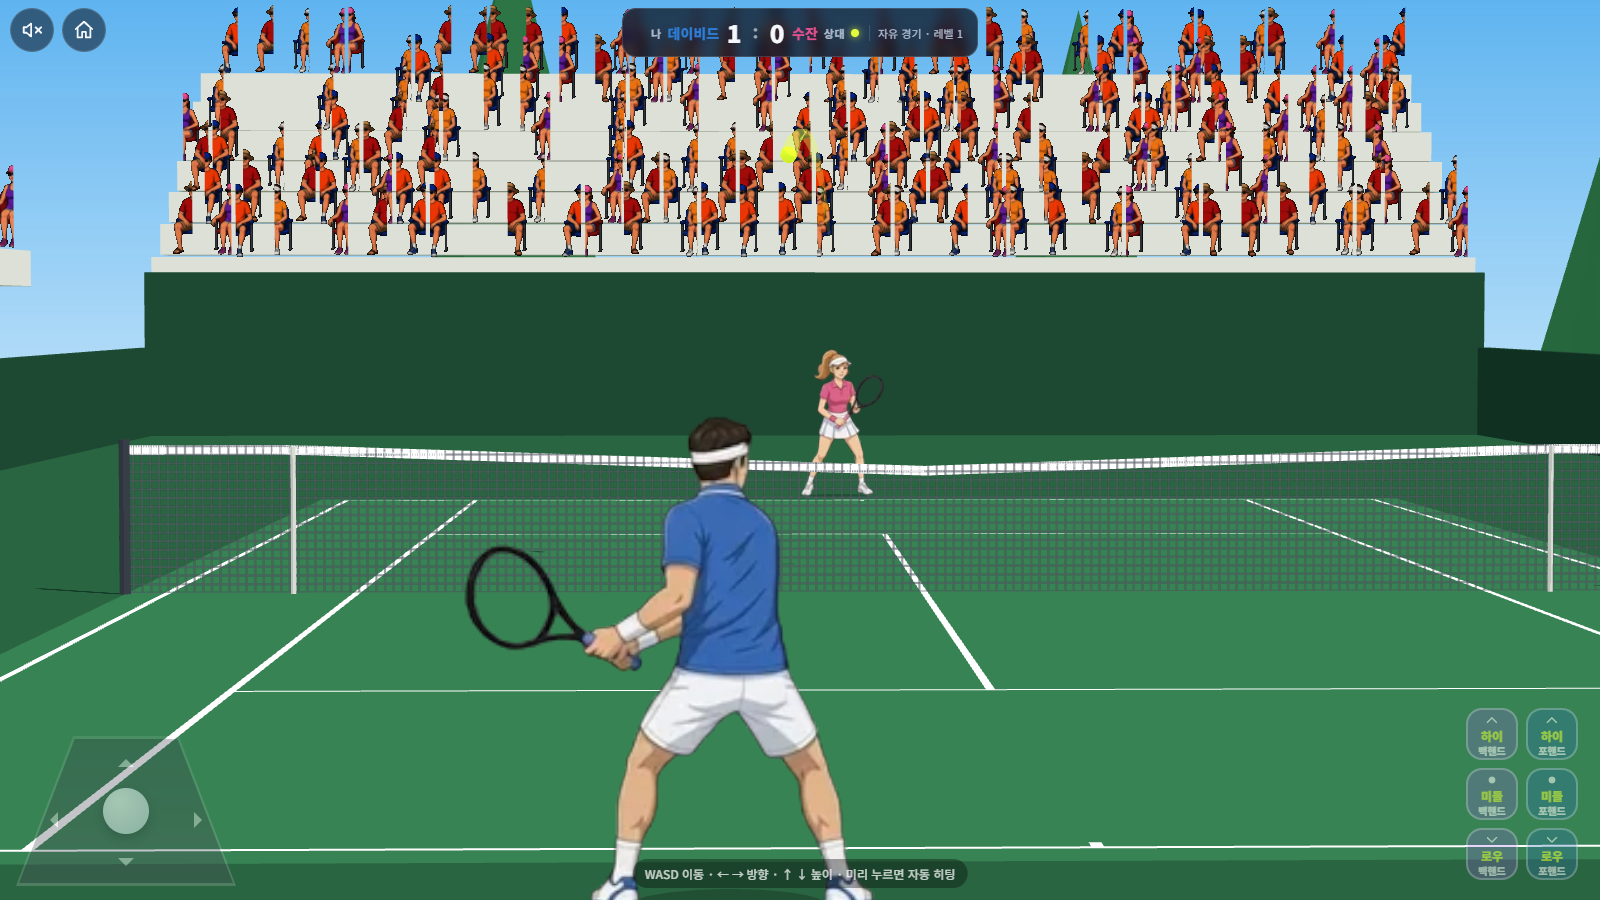 나 데이비드 1 : 0 수잔 상대 자유 경기 · 레벨 1
하이 백핸드
하이 포핸드
미들 백핸드
미들 포핸드
로우 백핸드
로우 포핸드
WASD 이동 · ←→ 방향 · ↑↓ 높이 · 미리 누르면 자동 히팅